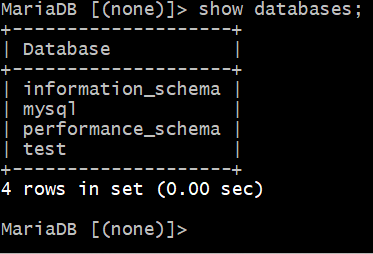 MariaDB [(none)]> show databases;
+--------------------+
| Database           |
+--------------------+
| information_schema |
| mysql              |
| performance_schema |
| test               |
+--------------------+
4 rows in set (0.00 sec)
MariaDB [(none)]>